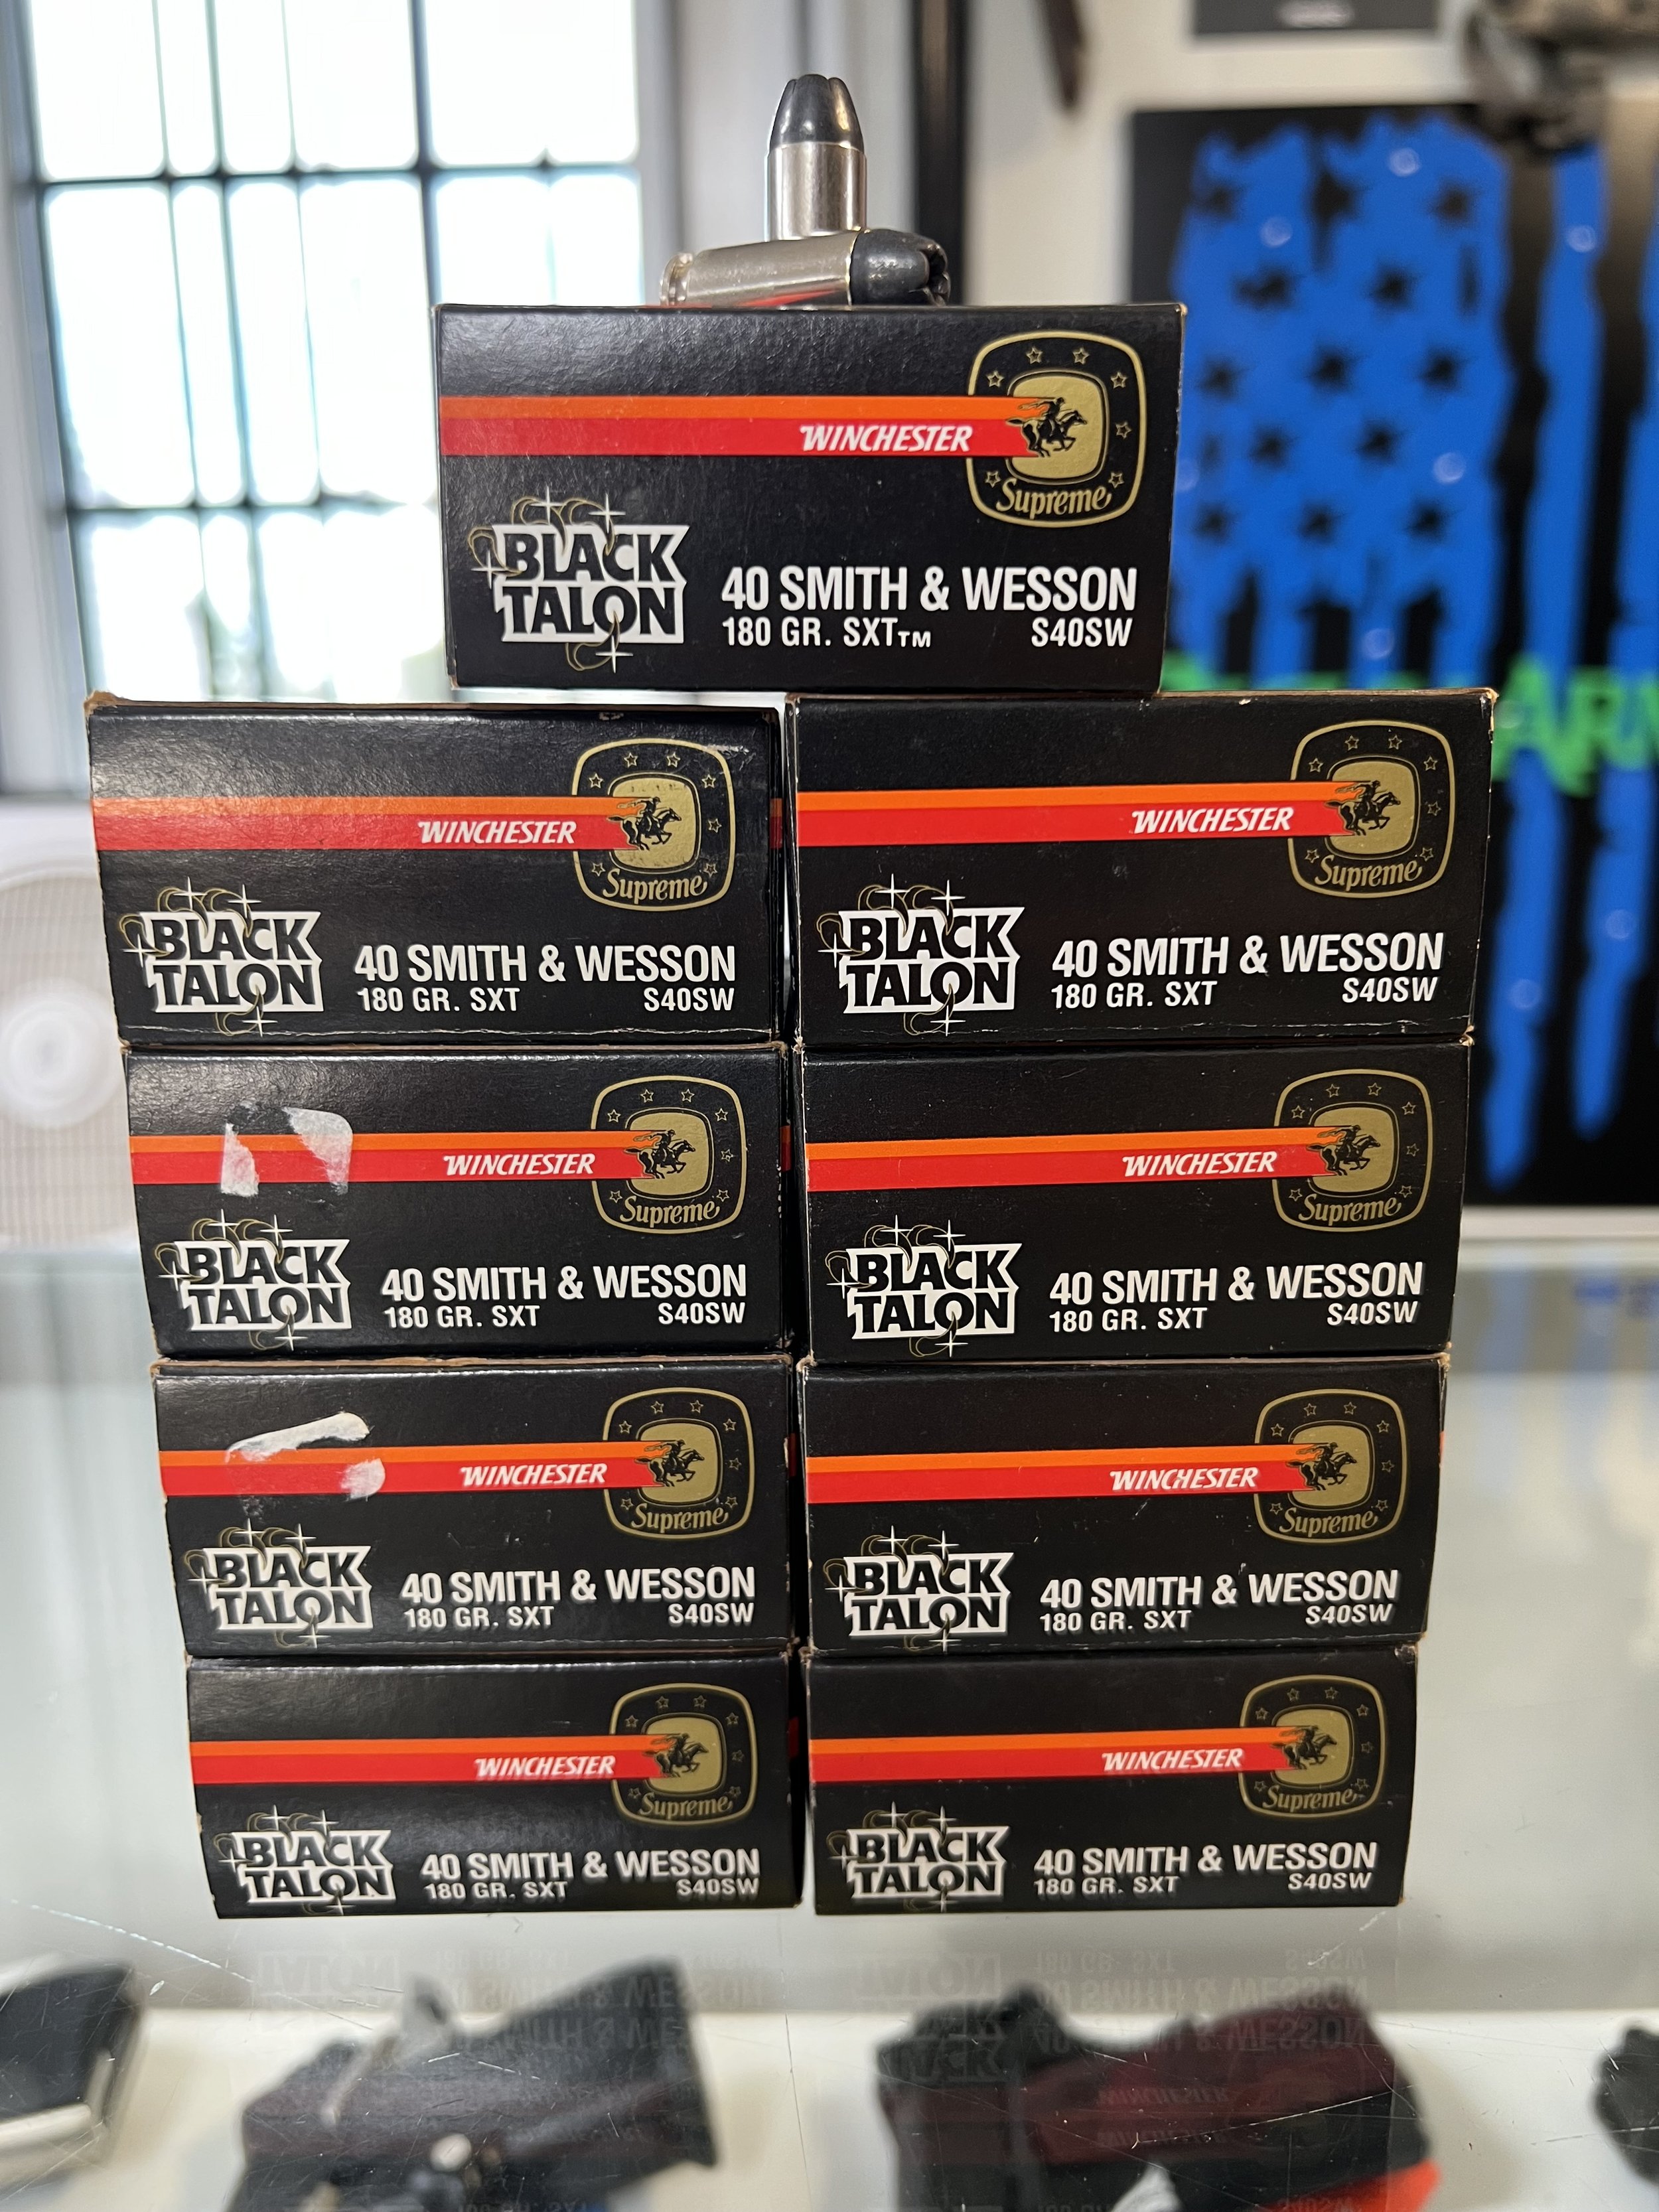 WINCHESTER
Supreme
BLACK
TALON
40 SMITH & WESSON
180 GR. SXT™ S40SW
WINCHESTER
Supreme
BLACK
TALON
40 SMITH & WESSON
180 GR. SXT S40SW
WINCHESTER
Supreme
BLACK
TALON
40 SMITH & WESSON
180 GR. SXT S40SW
WINCHESTER
Supreme
BLACK
TALON
40 SMITH & WESSON
180 GR. SXT S40SW
WINCHESTER
Supreme
BLACK
TALON
40 SMITH & WESSON
180 GR. SXT S40SW
WINCHESTER
Supreme
BLACK
TALON
40 SMITH & WESSON
180 GR. SXT S40SW
WINCHESTER
Supreme
BLACK
TALON
40 SMITH & WESSON
180 GR. SXT S40SW
WINCHESTER
Supreme
BLACK
TALON
40 SMITH & WESSON
180 GR. SXT S40SW
WINCHESTER
Supreme
BLACK
TALON
40 SMITH & WESSON
180 GR. SXT S40SW